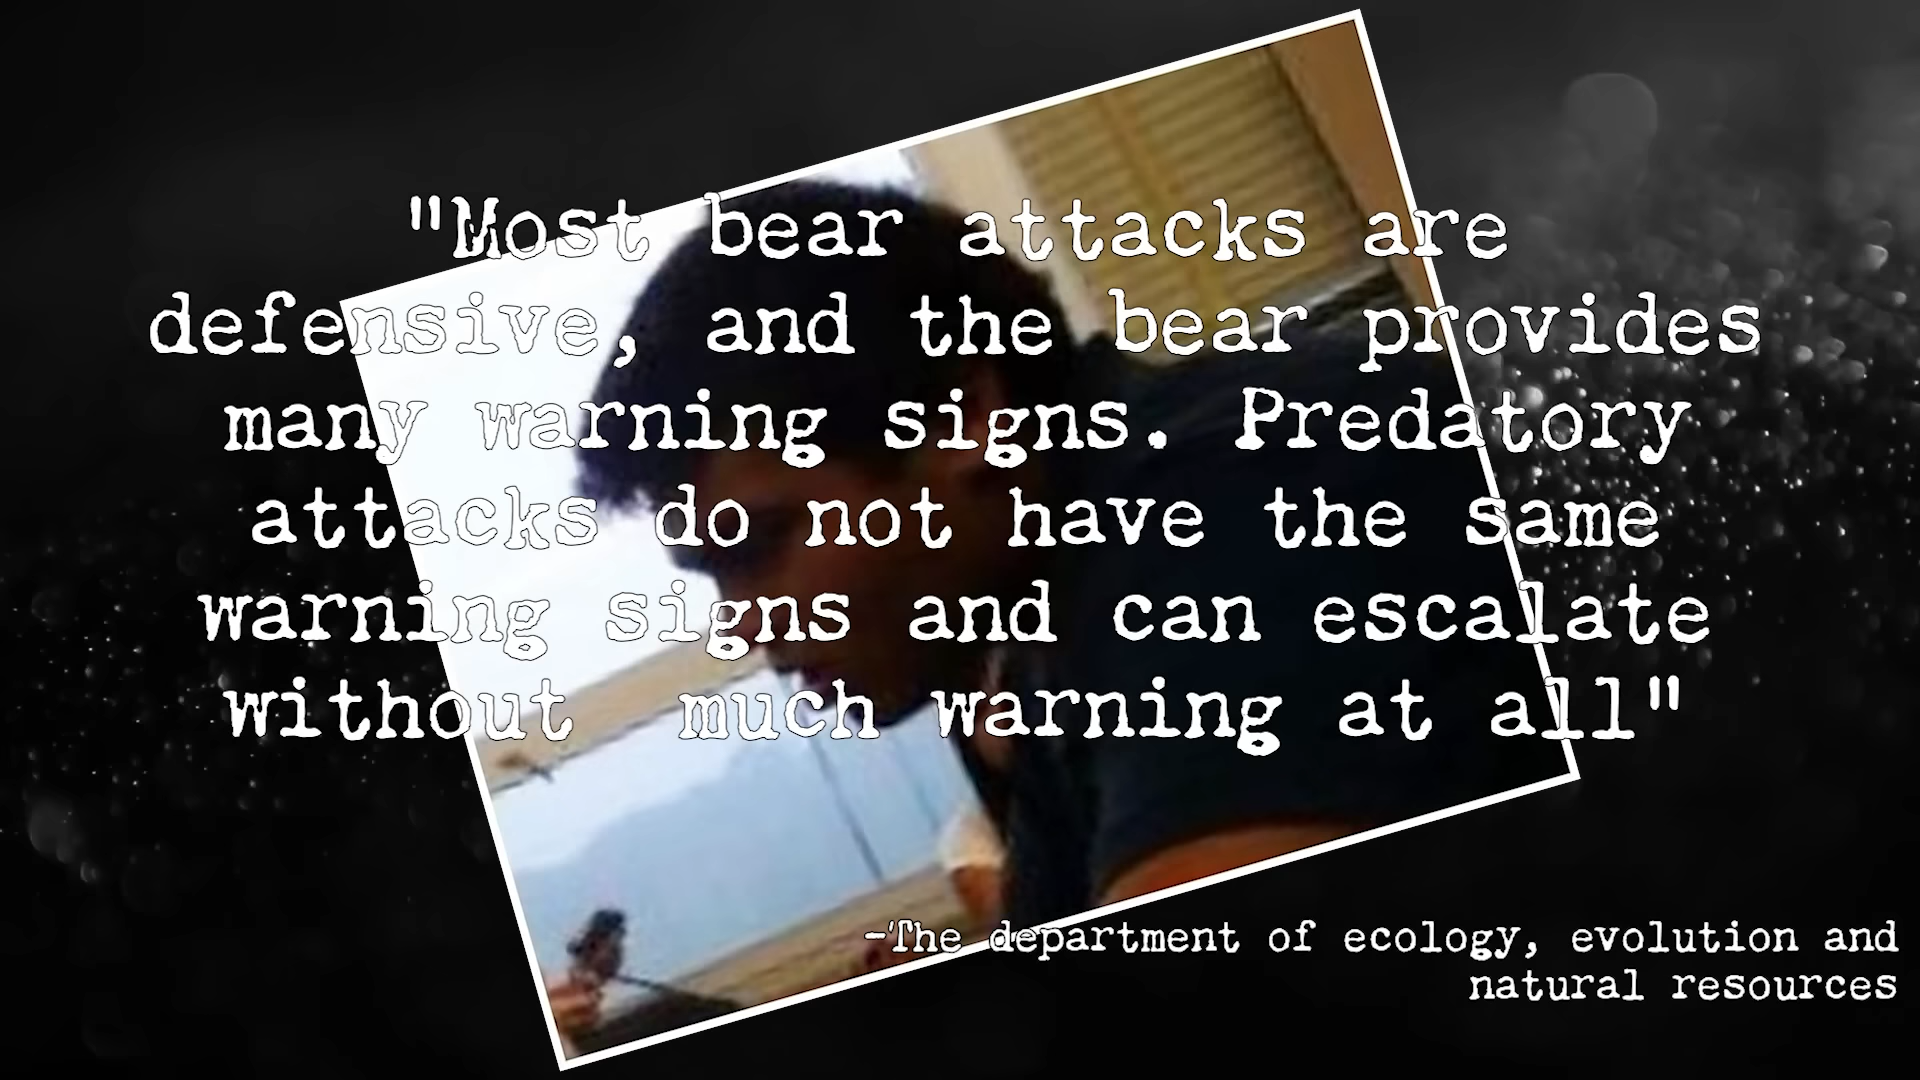 "Most bear attacks are
defensive, and the bear provides
many warning signs. Predatory
attacks do not have the same
warning signs and can escalate
without  much warning at all"
-The department of ecology, evolution and
natural resources